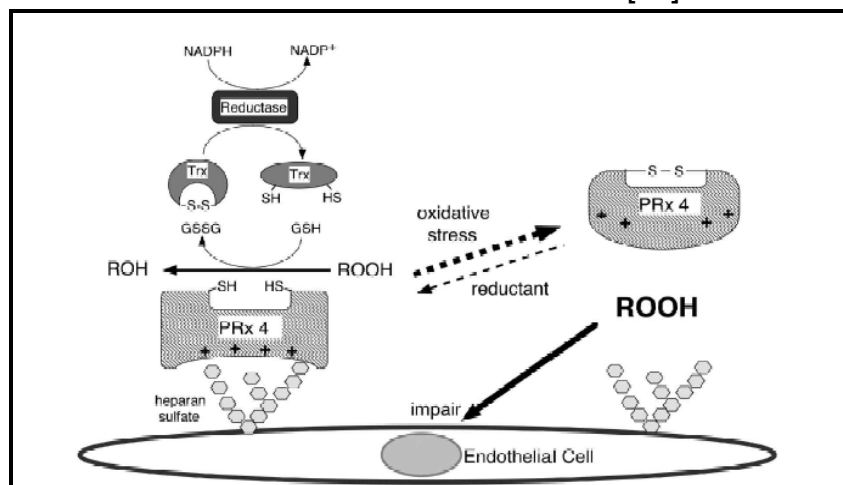 NADPH NADP+
Reductase
Trx Trx
S-S SH HS
GSSG GSH
ROH ROOH
SH HS
PRx 4
+ + + +
heparan
sulfate
oxidative
stress
reductant
S-S
PRx 4
+ + + +
ROOH
impair
Endothelial Cell